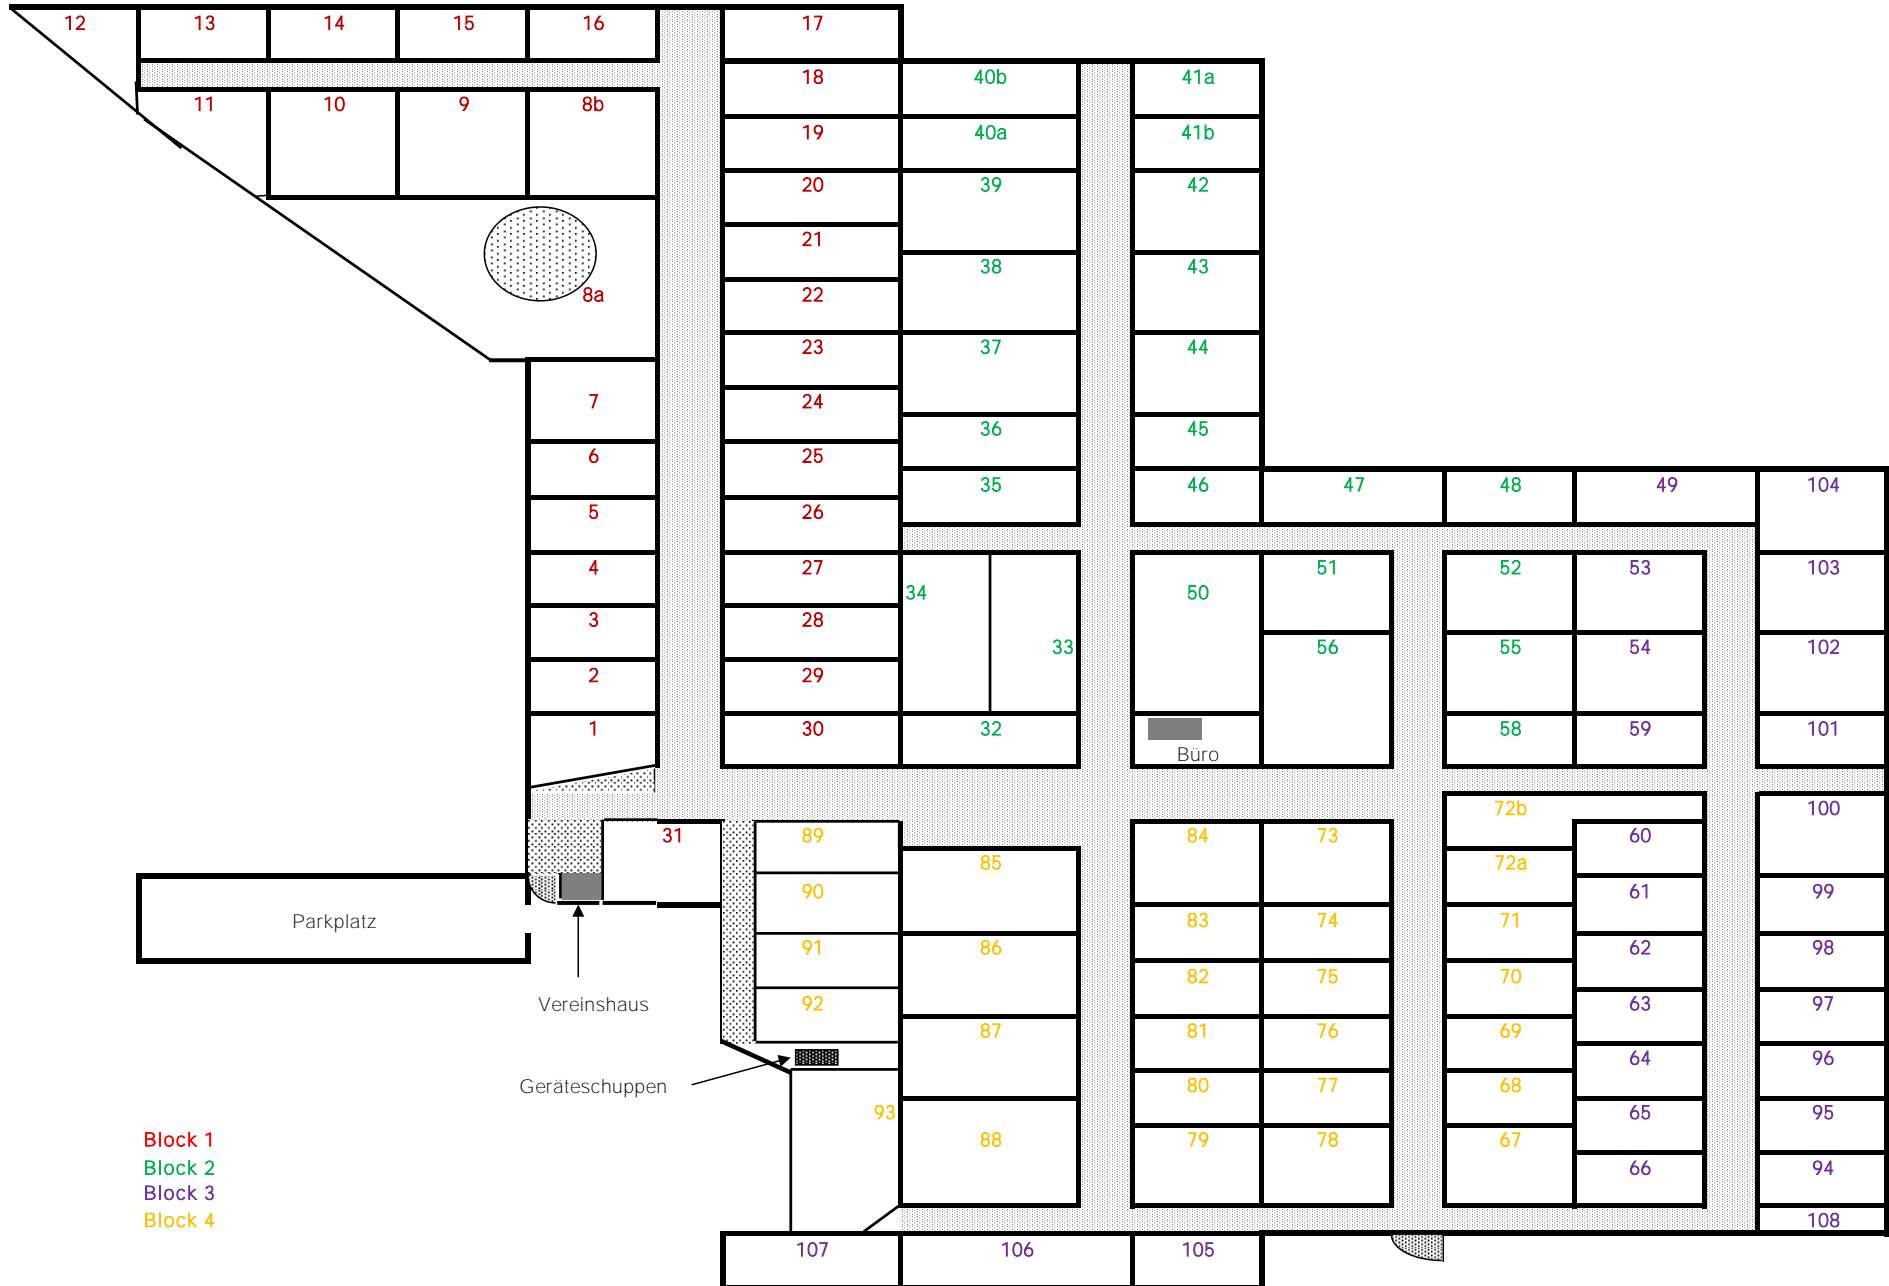 12 13 14 15 16 17
18 40b 41a
11 10 9 8b
19 40a 41b
20 39 42
21
38 43
8a 22
23 37 44
7 24
36 45
6 25
35 46 47 48 49 104
5 26
4 27 51 52 53 103
34 50
3 28
33 56 55 54 102
2 29
1 30 32 58 59 101
Büro
72b 100
31 89 84 73 60
85 72a
90 61 99
Parkplatz 83 74 71
91 86 62 98
82 75 70
Vereinshaus 92 63 97
87 81 76 69
64 96
Geräteschuppen 80 77 68
93 65 95
Block 1 88 79 78 67
Block 2 66 94
Block 3
Block 4 108
107 106 105